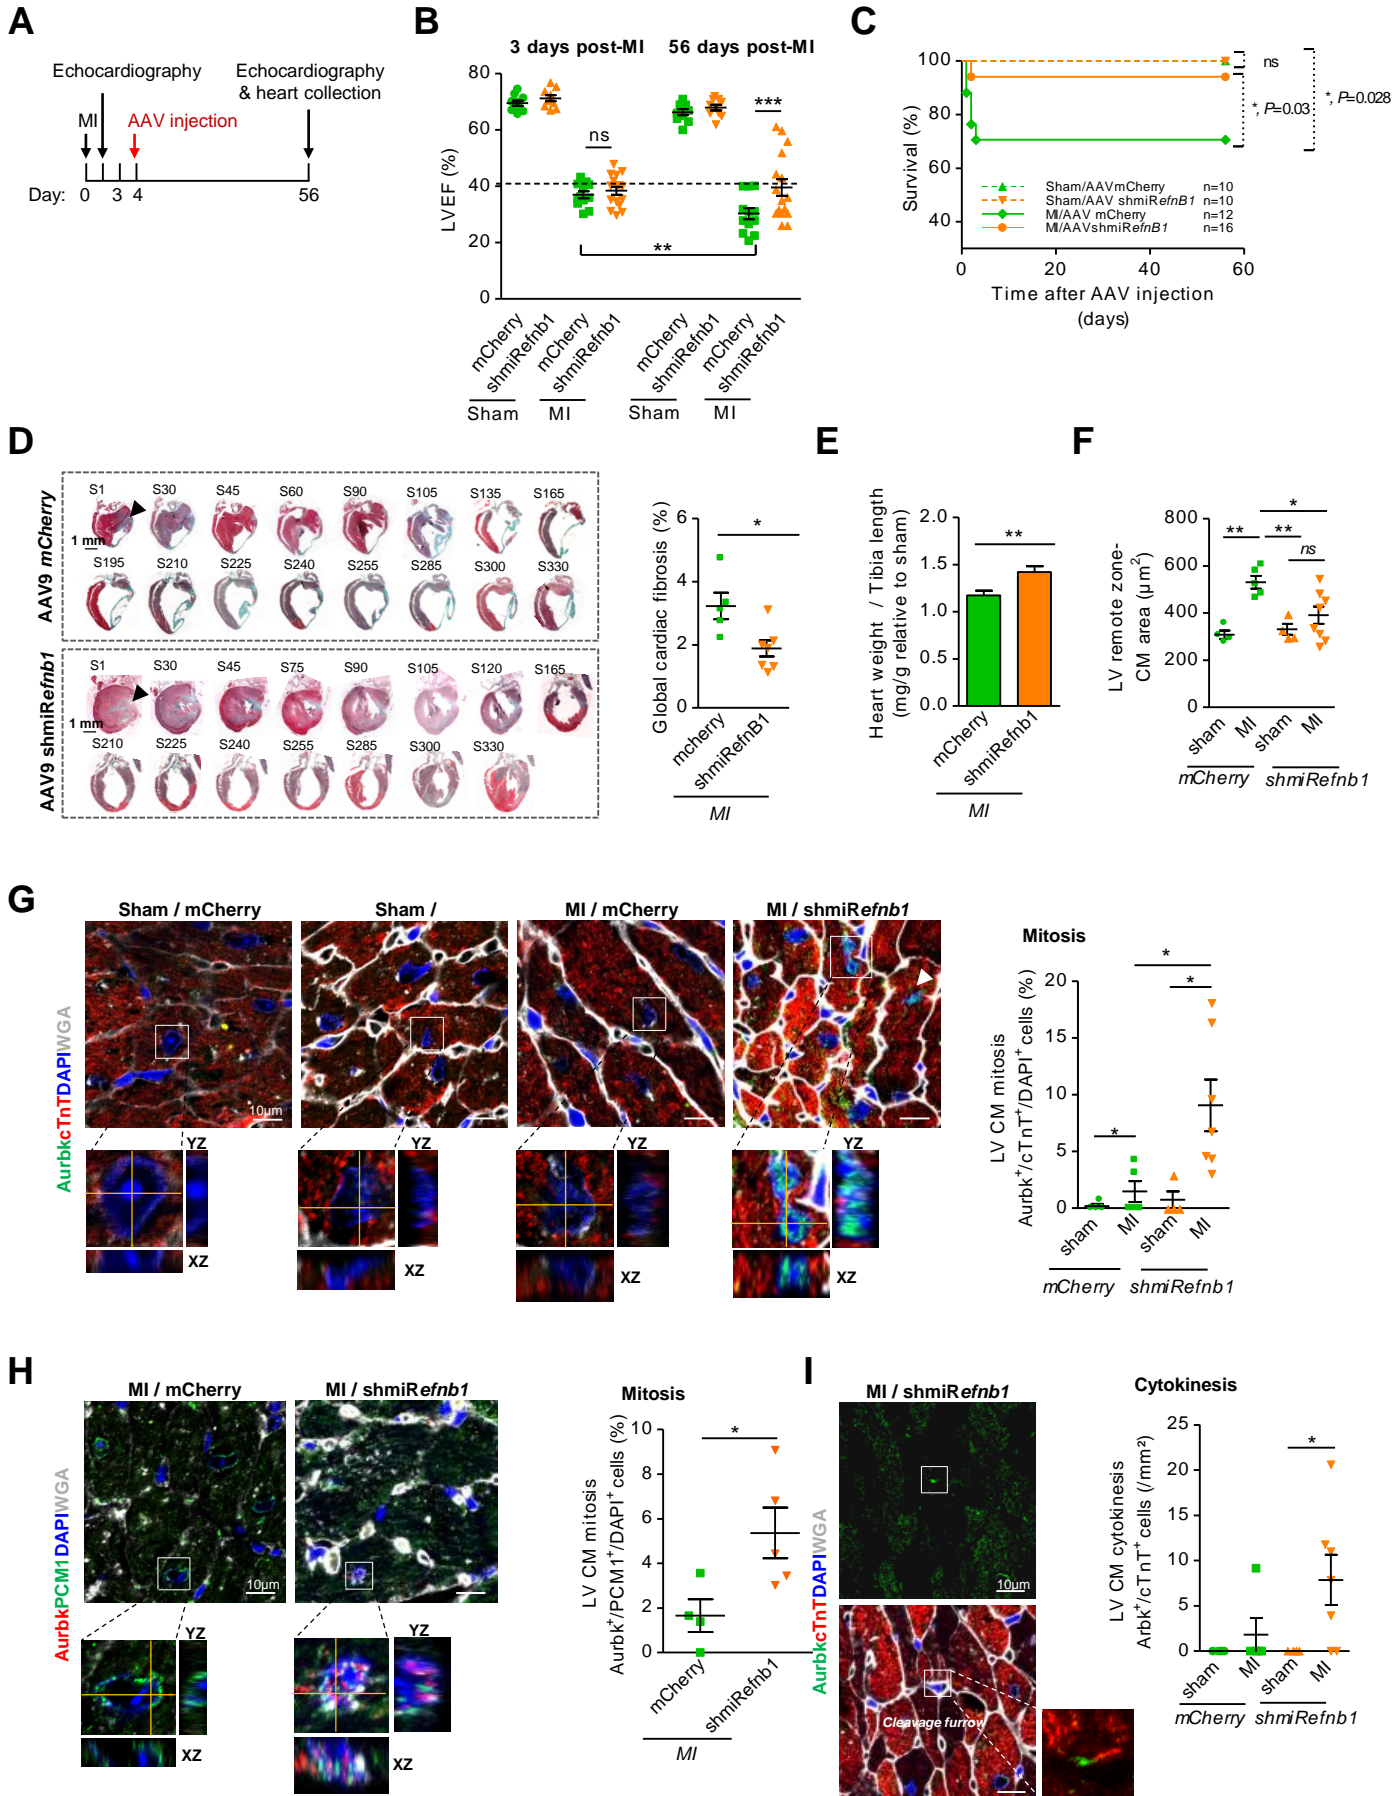 A
Echocardiography
Echocardiography
& heart collection
MI
AAV injection
Day: 0 3 4 56
B
3 days post-MI 56 days post-MI
LVEF (%)
80
60
40
20
0
ns
***
**
mCherry
shmiRefnb1
mCherry
shmiRefnb1
mCherry
shmiRefnb1
mCherry
shmiRefnb1
Sham MI Sham MI
C
Survival (%)
100
80
60
40
0 20 40 60
Time after AAV injection
(days)
Sham/AAVmCherry n=10
Sham/AAV shmiRefnB1 n=10
MI/AAV mCherry n=12
MI/AAVshmiRefnB1 n=16
ns
*, P=0.03
*, P=0.028
D
AAV9 mCherry
S1 S30 S45 S60 S90 S105 S135 S165
1 mm
S195 S210 S225 S240 S255 S285 S300 S330
AAV9 shmiRefnb1
S1 S30 S45 S75 S90 S105 S120 S165
1 mm
S210 S225 S240 S255 S285 S300 S330
Global cardiac fibrosis (%)
6
4
2
0
*
mcherry
shmiRefnB1
MI
E
Heart weight / Tibia length
(mg/g relative to sham)
2.0
1.5
1.0
0.5
0.0
**
mCherry
shmiRefnb1
MI
F
LV remote zone-
CM area (µm²)
800
600
400
200
0
**
**
*
ns
sham
MI
sham
MI
mCherry shmiRefnb1
G
AurbkcTnTDAPIWGA
Sham / mCherry Sham / MI / mCherry MI / shmiRefnb1
10µm
YZ
XZ
XZ
YZ
XZ
YZ
XZ
Mitosis
LV CM mitosis
Aurbk+/cTnT+/DAPI+ cells (%)
20
15
10
5
0
*
*
*
sham
MI
sham
MI
mCherry shmiRefnb1
H
AurbkPCM1DAPIWGA
MI / mCherry MI / shmiRefnb1
10µm
YZ
XZ
YZ
XZ
Mitosis
LV CM mitosis
Aurbk+/PCM1+/DAPI+ cells (%)
10
8
6
4
2
0
*
mCherry
shmiRefnb1
MI
I
AurbkcTnTDAPIWGA
MI / shmiRefnb1
10µm
Cleavage furrow
Cytokinesis
LV CM cytokinesis
Arbk+/cTnT+ cells (/mm²)
25
20
15
10
5
0
*
sham
MI
sham
MI
mCherry shmiRefnb1